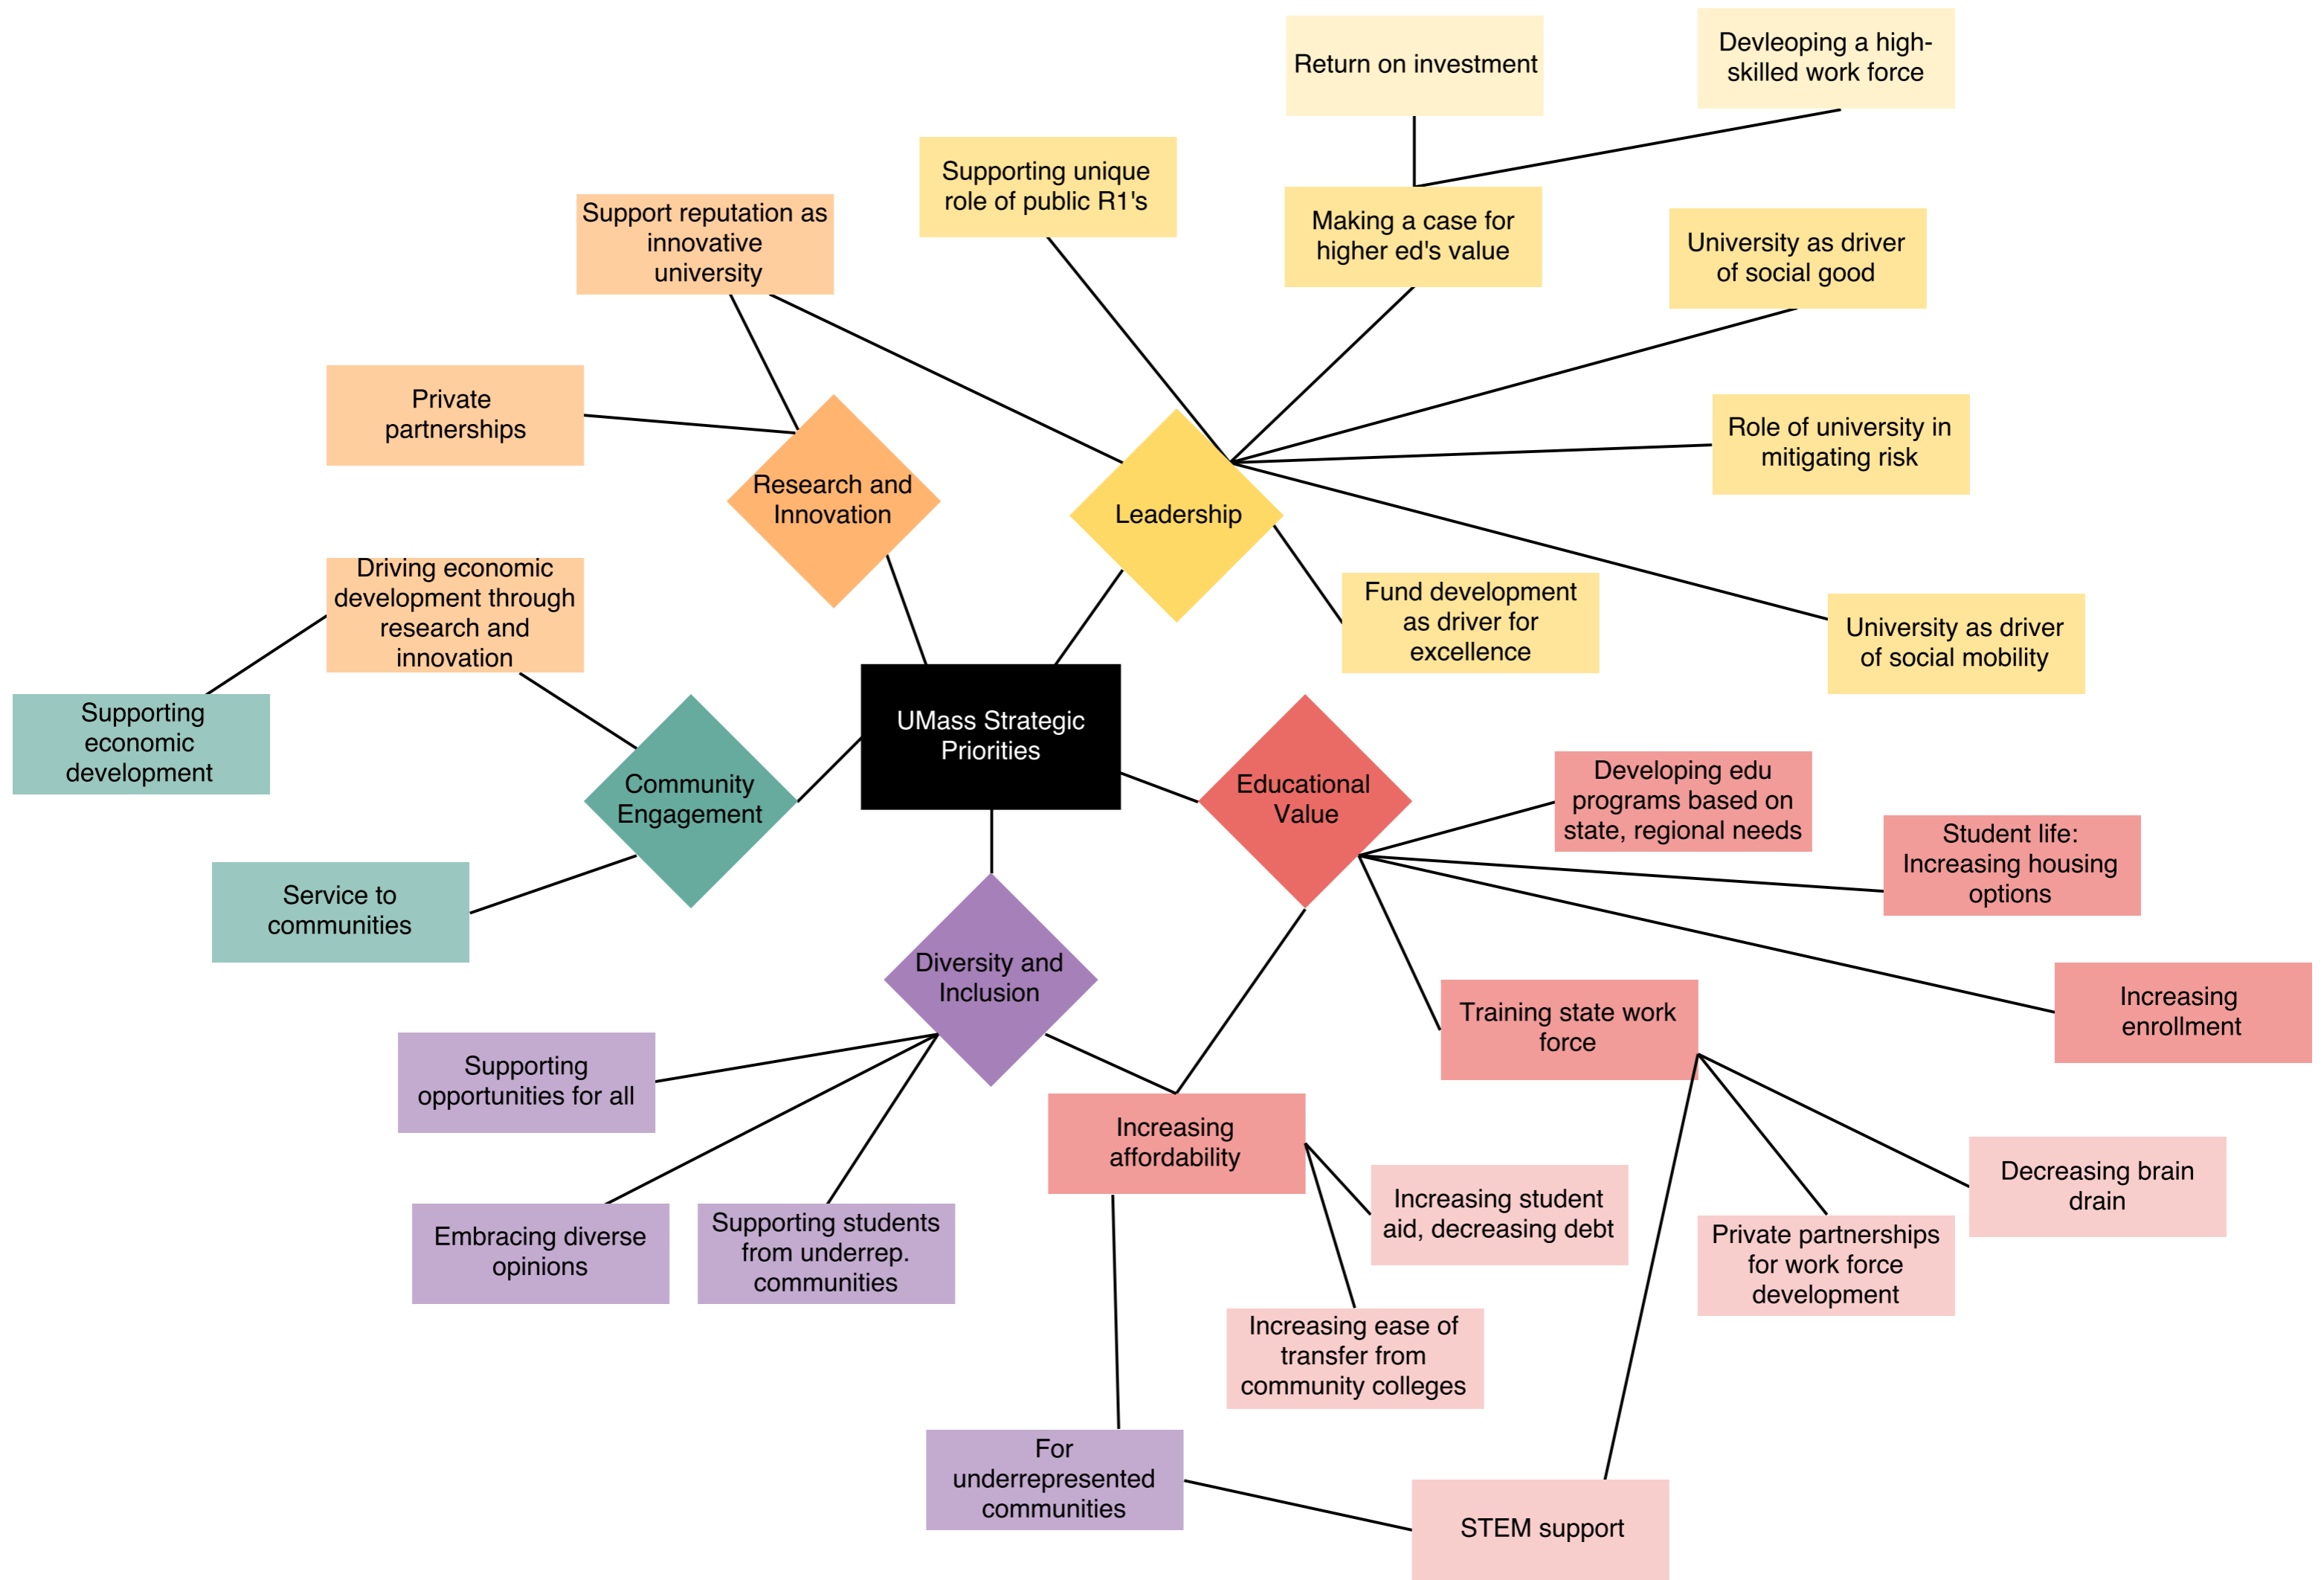 Return on investment
Devleoping a high-
skilled work force
Supporting unique
role of public R1's
Support reputation as
innovative
university
Making a case for
higher ed's value
University as driver
of social good
Private
partnerships
Role of university in
mitigating risk
Research and
Innovation
Leadership
Driving economic
development through
research and
innovation
Fund development
as driver for
excellence
University as driver
of social mobility
Supporting
economic
development
UMass Strategic
Priorities
Community
Engagement
Educational
Value
Developing edu
programs based on
state, regional needs
Student life:
Increasing housing
options
Service to
communities
Diversity and
Inclusion
Increasing
enrollment
Training state work
force
Supporting
opportunities for all
Increasing
affordability
Decreasing brain
drain
Increasing student
aid, decreasing debt
Embracing diverse
opinions
Supporting students
from underrep.
communities
Private partnerships
for work force
development
Increasing ease of
transfer from
community colleges
For
underrepresented
communities
STEM support